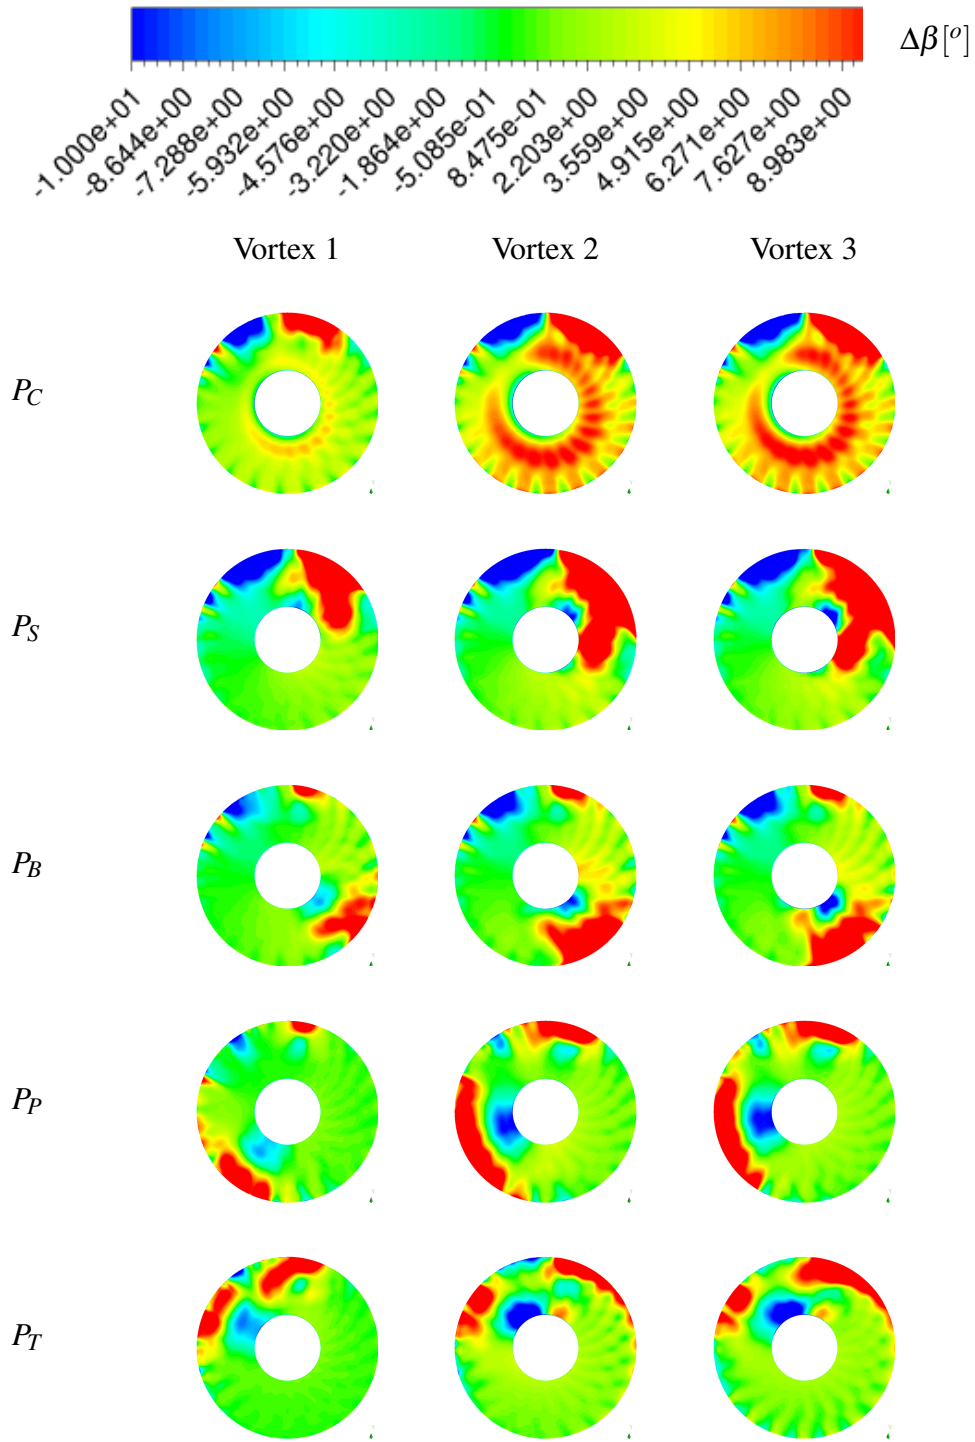 Δβ[°]
-1.000e+01
-8.644e+00
-7.288e+00
-5.932e+00
-4.576e+00
-3.220e+00
-1.864e+00
-5.085e-01
8.475e-01
2.203e+00
3.559e+00
4.915e+00
6.271e+00
7.627e+00
8.983e+00
Vortex 1 Vortex 2 Vortex 3
P_C
P_S
P_B
P_P
P_T